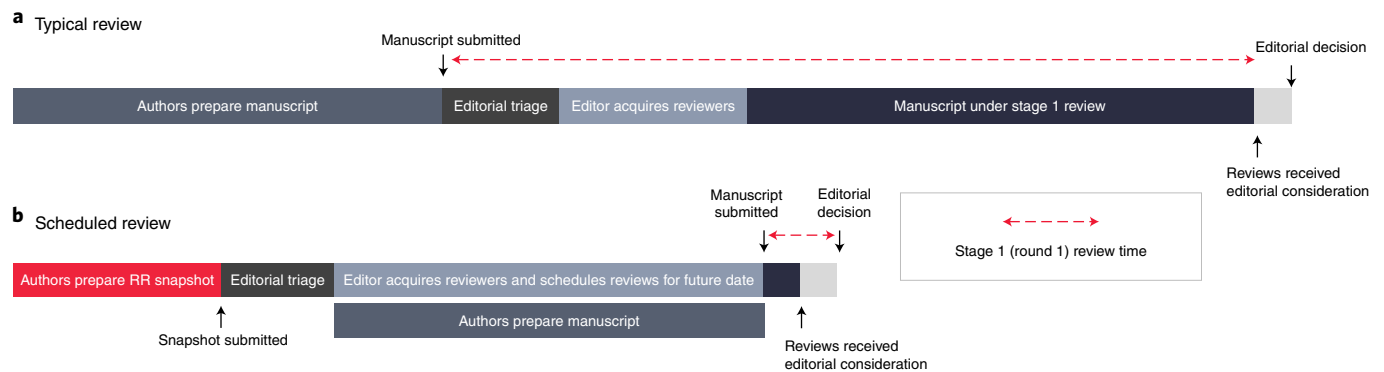 a
Typical review
Manuscript submitted
Editorial decision
Authors prepare manuscript
Editorial triage
Editor acquires reviewers
Manuscript under stage 1 review
Reviews received
editorial consideration
b
Scheduled review
Manuscript
submitted
Editorial
decision
Authors prepare RR snapshot
Editorial triage
Editor acquires reviewers and schedules reviews for future date
Authors prepare manuscript
Snapshot submitted
Reviews received
editorial consideration
Stage 1 (round 1) review time